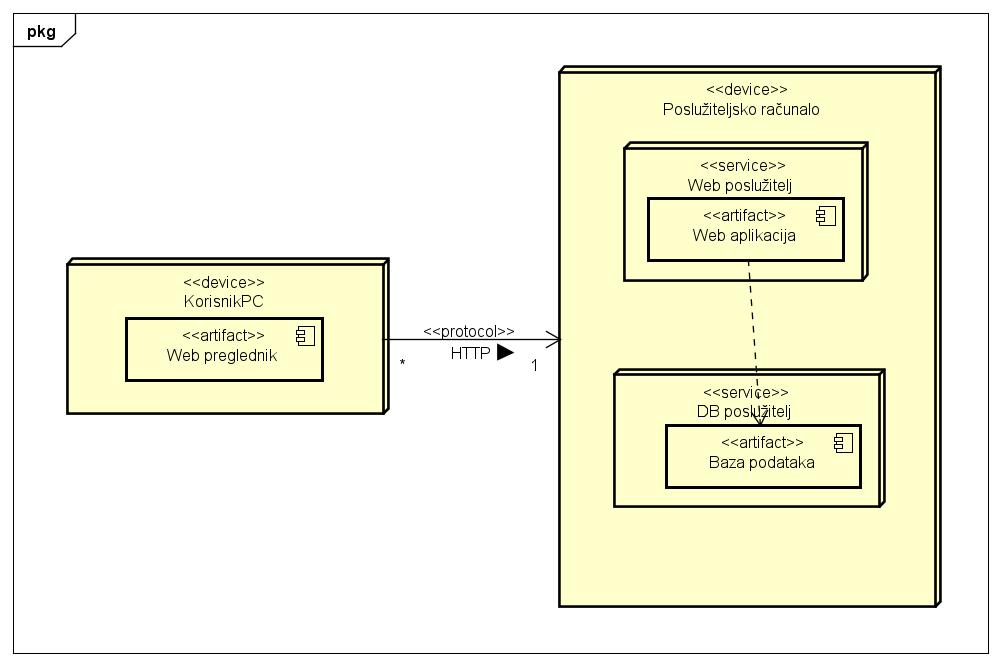 pkg
<<device>>
Poslužiteljsko računalo
<<service>>
Web poslužitelj
<<artifact>>
Web aplikacija
<<device>>
KorisnikPC
<<artifact>>
Web preglednik
<<protocol>>
HTTP
*
1
<<service>>
DB poslužitelj
<<artifact>>
Baza podataka